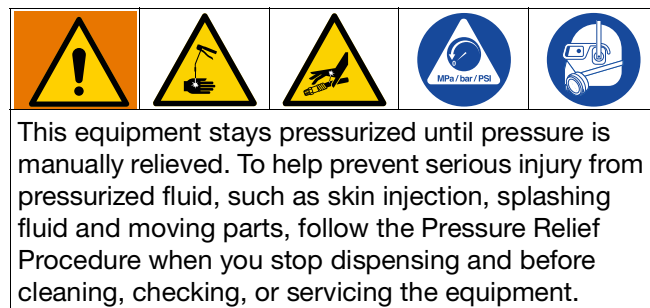 MPa / bar / PSI
This equipment stays pressurized until pressure is
manually relieved. To help prevent serious injury from
pressurized fluid, such as skin injection, splashing
fluid and moving parts, follow the Pressure Relief
Procedure when you stop dispensing and before
cleaning, checking, or servicing the equipment.